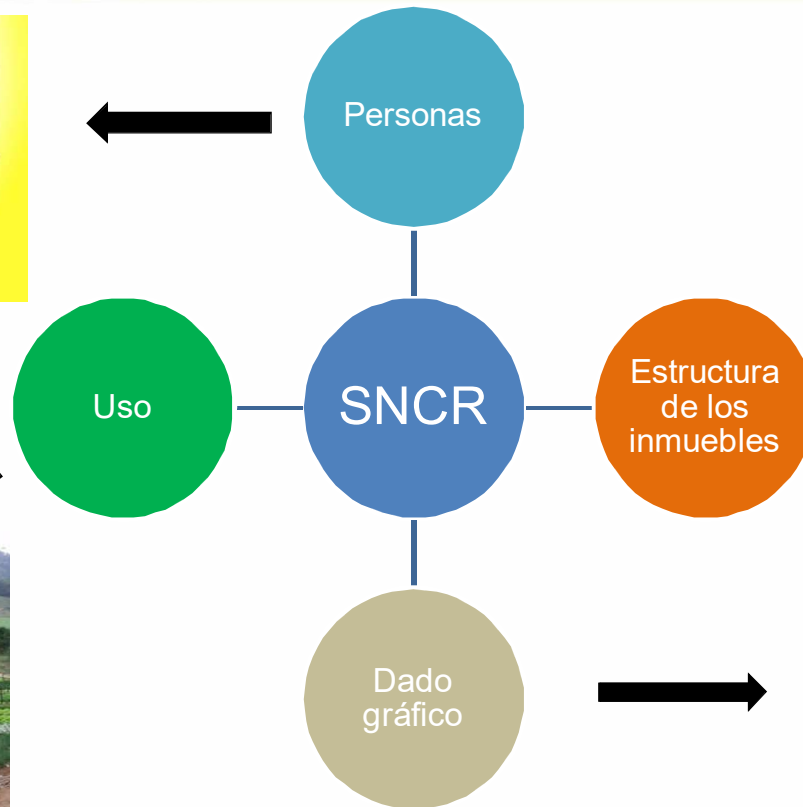 Personas
Uso
SNCR
Estructura
de los
inmuebles
Dado
gráfico